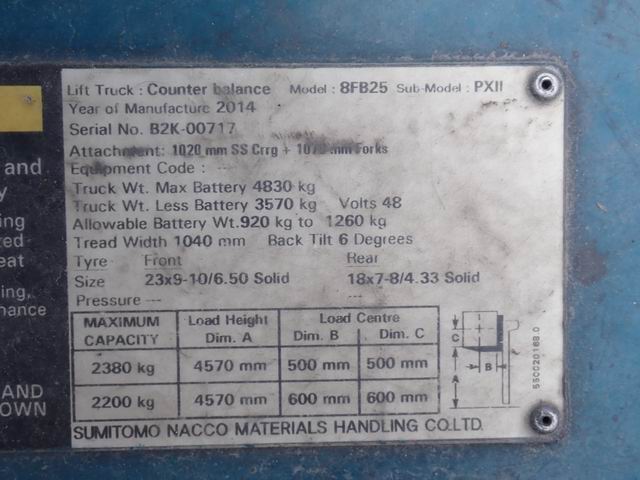 Lift Truck : Counter balance Model : 8FB25 Sub-Model : PXII
Year of Manufacture 2014
Serial No. B2K-00717
Attachment: 1020 mm SS Crrg + 1070 mm Forks
Equipment Code : ---
Truck Wt. Max Battery 4830 kg
Truck Wt. Less Battery 3570 kg Volts 48
Allowable Battery Wt.920 kg to 1260 kg
Tread Width 1040 mm Back Tilt 6 Degrees
Tyre Front Rear
Size 23x9-10/6.50 Solid 18x7-8/4.33 Solid
Pressure --- ---
MAXIMUM CAPACITY Load Height Dim. A Load Centre Dim. B Dim. C
2380 kg 4570 mm 500 mm 500 mm
2200 kg 4570 mm 600 mm 600 mm
C B A
550020168.0
SUMITOMO NACCO MATERIALS HANDLING CO.LTD.
and
AND
OWN